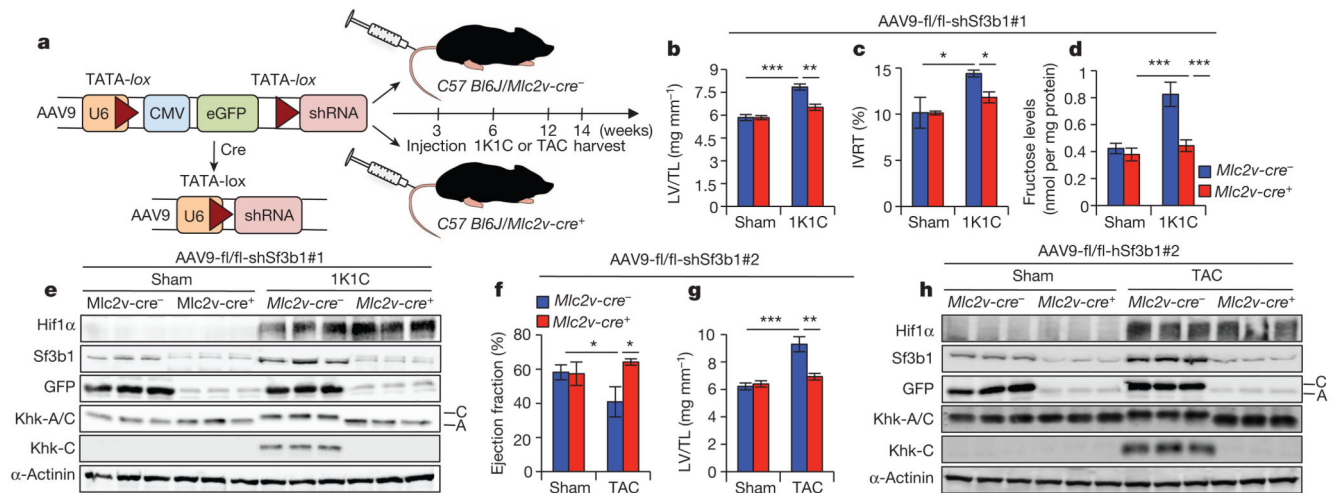 a
TATA-lox TATA-lox
AAV9 U6 CMV eGFP shRNA
Cre
TATA-lox
AAV9 U6 shRNA
C57 Bl6J/Mlc2v-cre⁻
3 6 12 14 (weeks)
Injection 1K1C or TAC harvest
C57 Bl6J/Mlc2v-cre⁺
AAV9-fl/fl-shSf3b1#1
b
LV/TL (mg mm⁻¹)
9
7.5
6
4.5
3
1.5
0
*** **
Sham 1K1C
c
IVRT (%)
15
10
5
0
* *
Sham 1K1C
d
Fructose levels
(nmol per mg protein)
1
0.8
0.6
0.4
0.2
0
*** ***
Sham 1K1C
Mlc2v-cre⁻
Mlc2v-cre⁺
AAV9-fl/fl-shSf3b1#1
e
Sham 1K1C
Mlc2v-cre⁻ Mlc2v-cre⁺ Mlc2v-cre⁻ Mlc2v-cre⁺
Hif1α
Sf3b1
GFP
Khk-A/C
C
A
Khk-C
α-Actinin
AAV9-fl/fl-shSf3b1#2
f
Mlc2v-cre⁻
Mlc2v-cre⁺
Ejection fraction (%)
80
60
40
20
0
* *
Sham TAC
g
LV/TL (mg mm⁻¹)
10
8
6
4
2
0
*** **
Sham TAC
AAV9-fl/fl-hSf3b1#2
h
Sham TAC
Mlc2v-cre⁻ Mlc2v-cre⁺ Mlc2v-cre⁻ Mlc2v-cre⁺
Hif1α
Sf3b1
GFP
C
A
Khk-A/C
Khk-C
α-Actinin